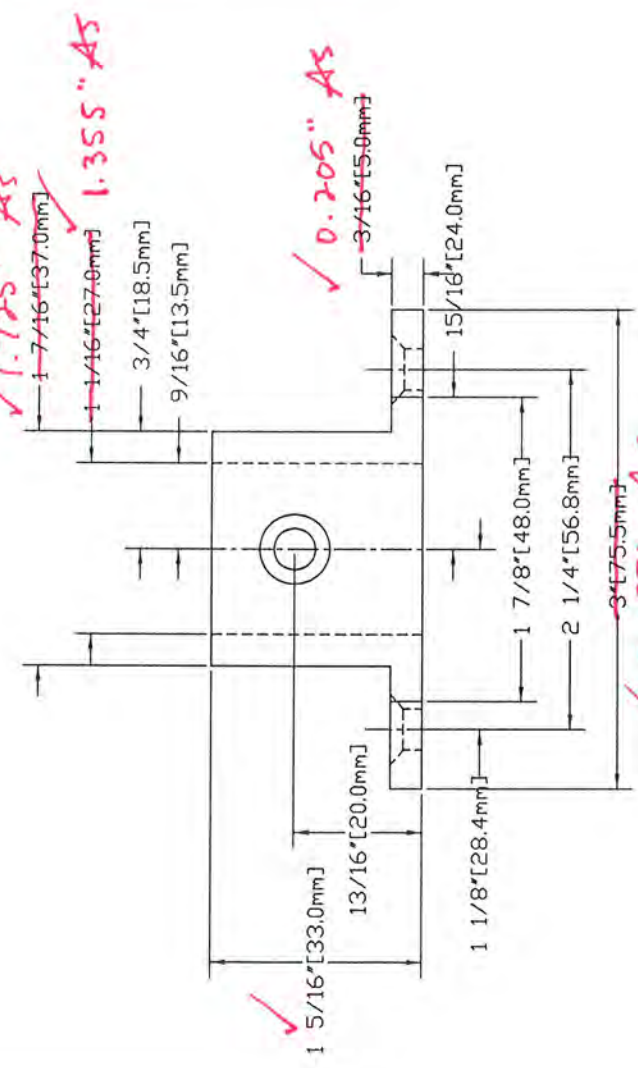 1.125" AS
1 7/16"[37.0mm]
1.355" AS
1 1/16"[27.0mm]
3/4"[18.5mm]
9/16"[13.5mm]
0.205" AS
3/16"[5.0mm]
15/16"[24.0mm]
13/16"[20.0mm]
1 5/16"[33.0mm]
1 1/8"[28.4mm]
1 7/8"[48.0mm]
2 1/4"[56.8mm]
3"[75.5mm]